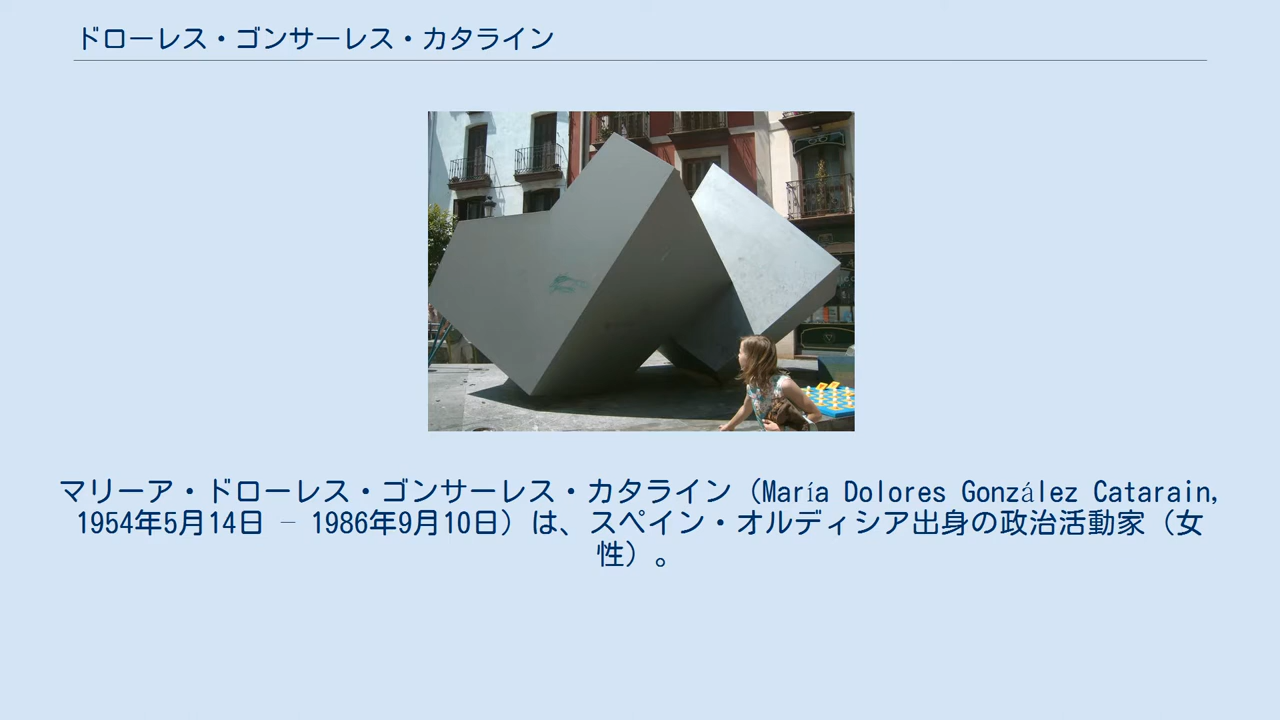 ドローレス・ゴンサーレス・カタライン
マリーア・ドローレス・ゴンサーレス・カタライン（María Dolores González Catarain,
1954年5月14日 – 1986年9月10日）は、スペイン・オルディシア出身の政治活動家（女
性）。